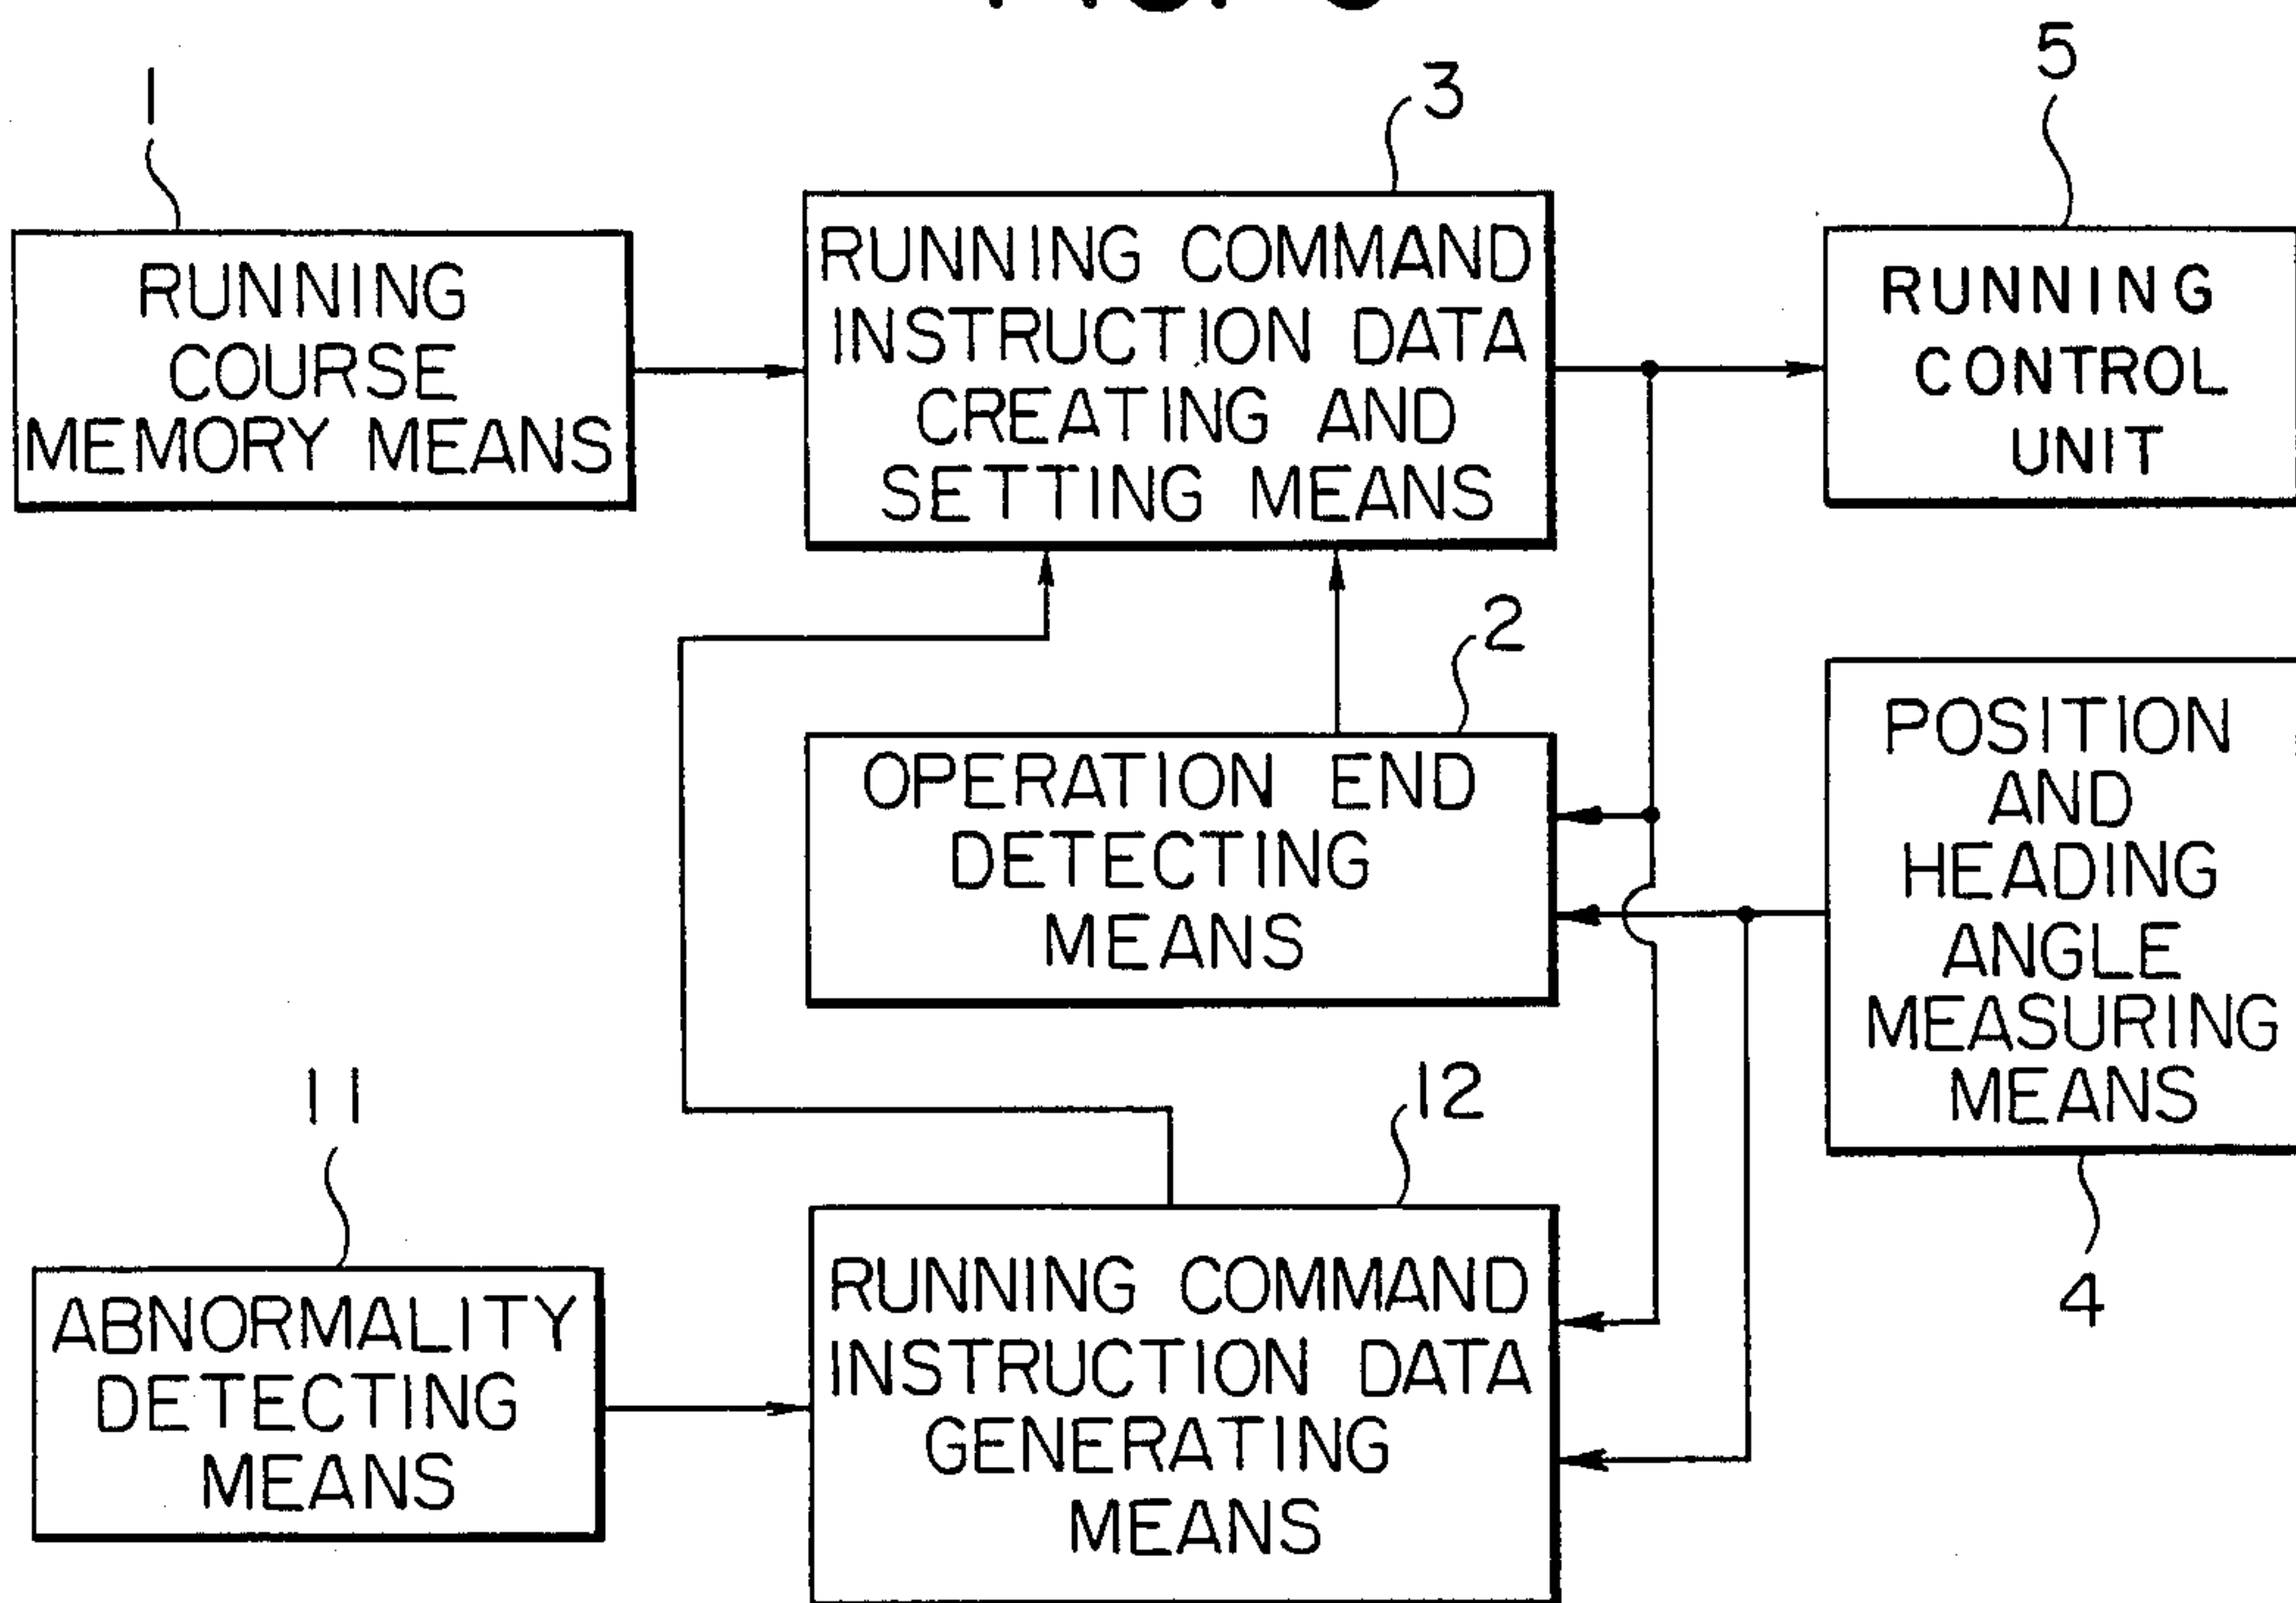 1
RUNNING
COURSE
MEMORY MEANS
3
RUNNING COMMAND
INSTRUCTION DATA
CREATING AND
SETTING MEANS
5
RUNNING
CONTROL
UNIT
2
OPERATION END
DETECTING
MEANS
POSITION
AND
HEADING
ANGLE
MEASURING
MEANS
4
11
ABNORMALITY
DETECTING
MEANS
12
RUNNING COMMAND
INSTRUCTION DATA
GENERATING
MEANS